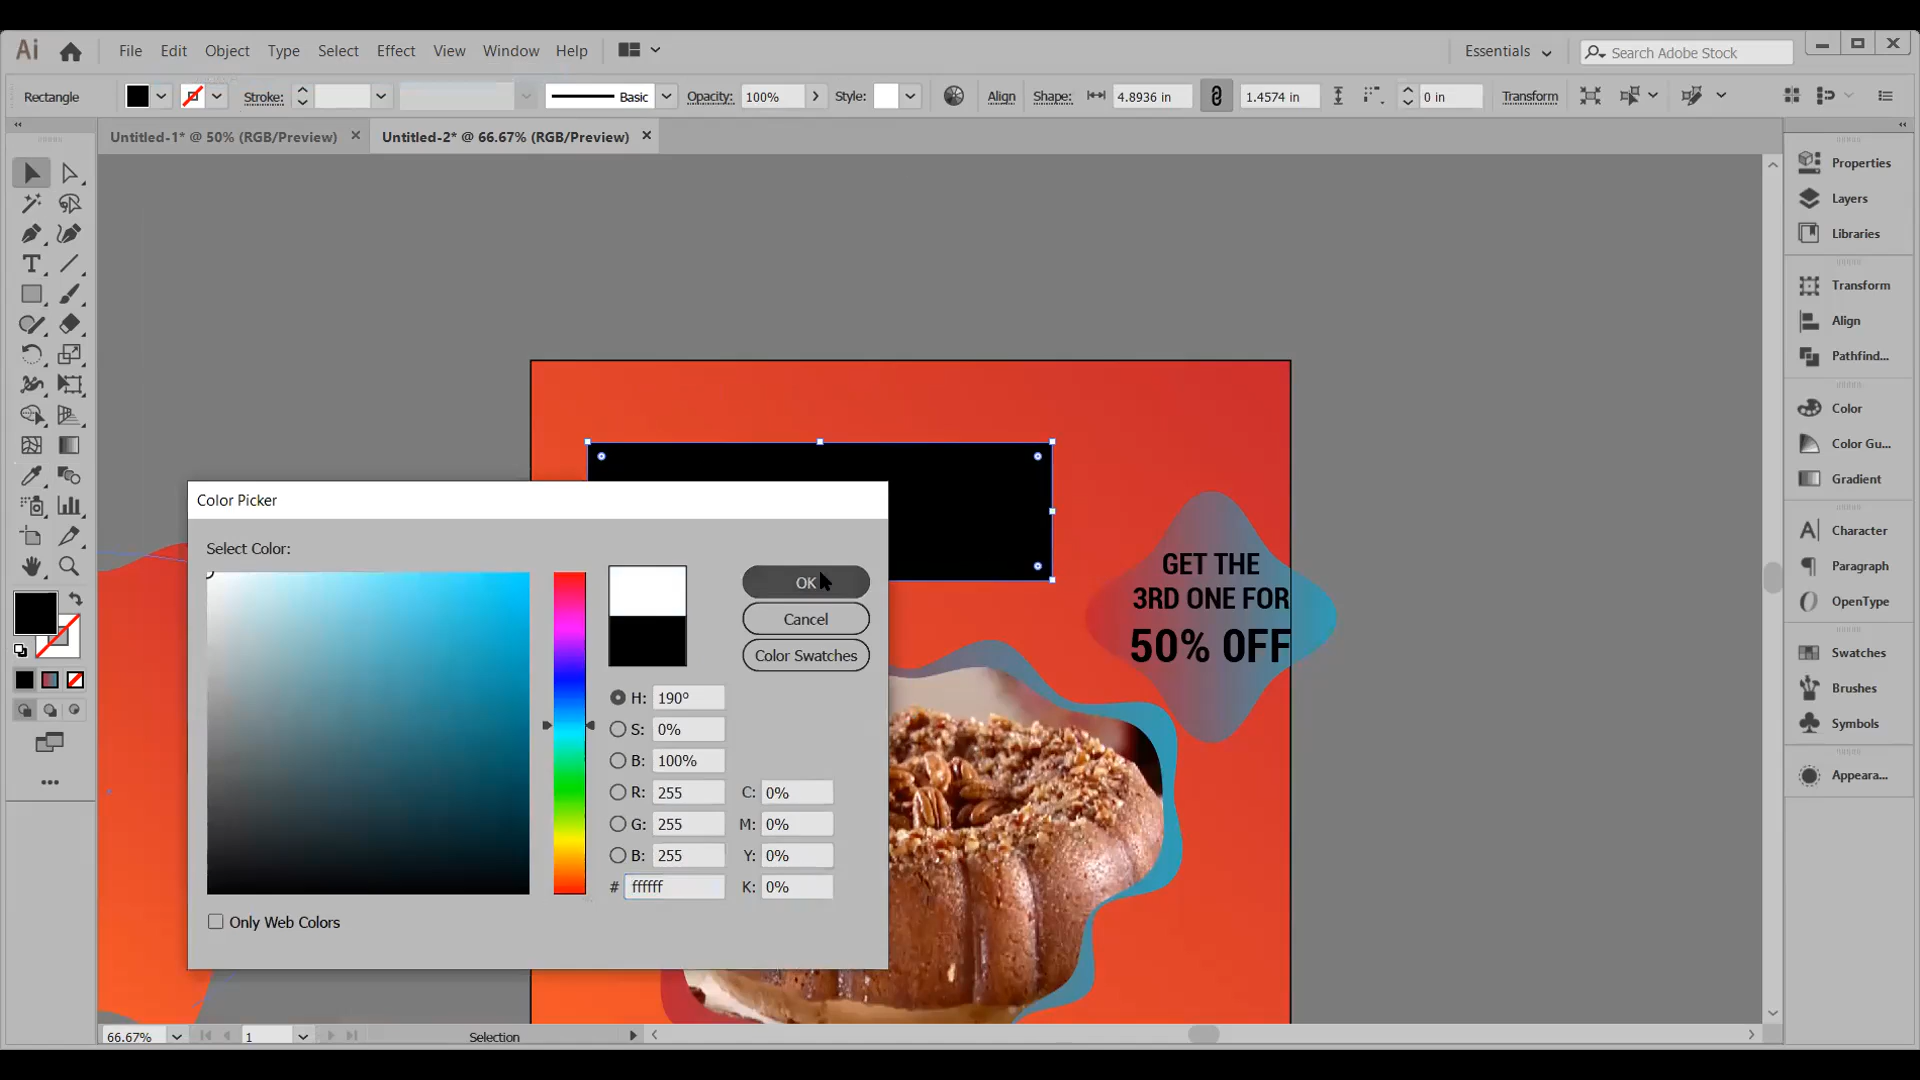 Ai File Edit Object Type Select Effect View Window Help Essentials Search Adobe Stock
Rectangle Stroke: Basic Opacity: 100% Style: Align Shape: 4.8936 in 1.4574 in 0 in Transform
Untitled-1* @ 50% (RGB/Preview) Untitled-2* @ 66.67% (RGB/Preview)
Properties
Layers
Libraries
Transform
Align
Pathfind...
Color
Color Gu...
Gradient
Character
Paragraph
OpenType
Swatches
Brushes
Symbols
Appeara...
Color Picker
Select Color:
OK
Cancel
Color Swatches
H: 190°
S: 0%
B: 100%
R: 255 C: 0%
G: 255 M: 0%
B: 255 Y: 0%
# ffffff K: 0%
Only Web Colors
GET THE
3RD ONE FOR
50% OFF
66.67% 1 Selection